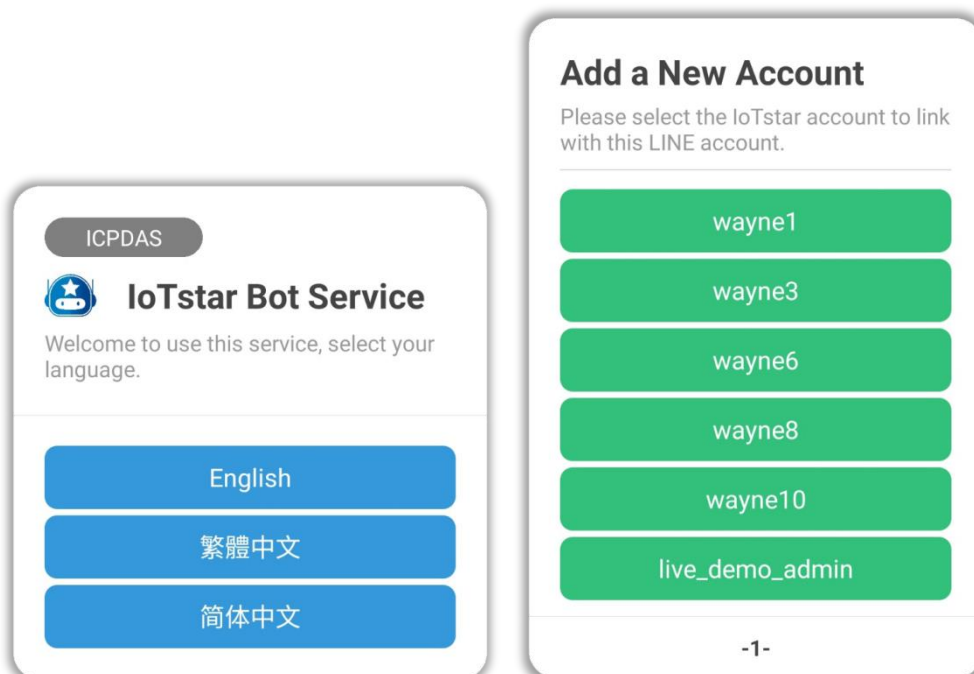 ICPDAS
IoTstar Bot Service
Welcome to use this service, select your
language.
English
繁體中文
简体中文
Add a New Account
Please select the IoTstar account to link
with this LINE account.
wayne1
wayne3
wayne6
wayne8
wayne10
live_demo_admin
-1-